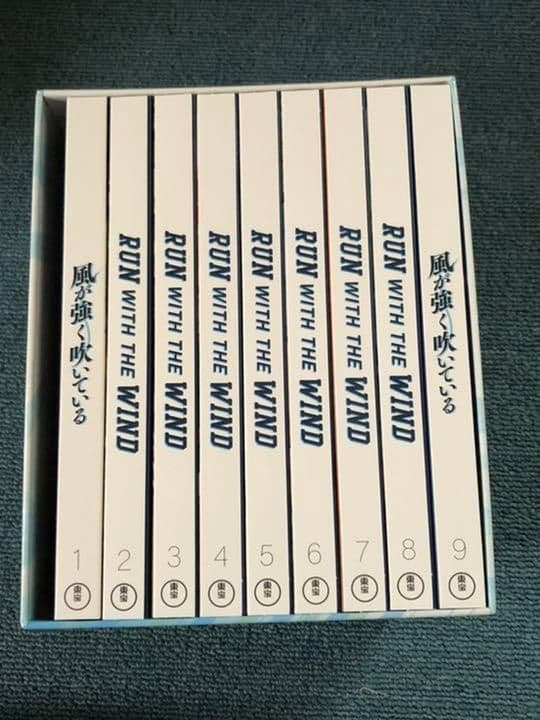 風が強く吹いている
1
東宝
RUN WITH THE WIND
2
東宝
RUN WITH THE WIND
3
東宝
RUN WITH THE WIND
4
東宝
RUN WITH THE WIND
5
東宝
RUN WITH THE WIND
6
東宝
RUN WITH THE WIND
7
東宝
RUN WITH THE WIND
8
東宝
風が強く吹いている
9
東宝